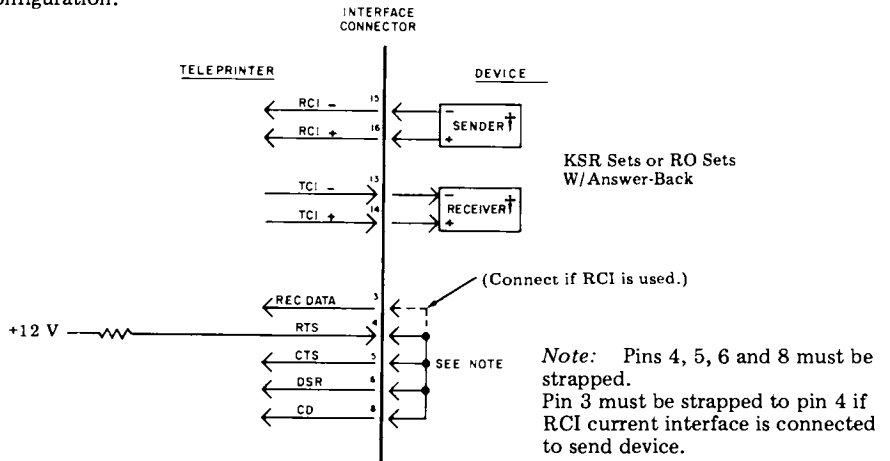 onfiguration.
INTERFACE
CONNECTOR
TELEPRINTER
DEVICE
RCI - 15
RCI + 16
- SENDER†
+
KSR Sets or RO Sets
W/Answer-Back
TCI - 13
TCI + 14
- RECEIVER†
+
(Connect if RCI is used.)
REC DATA 3
+12 V
RTS 4
CTS 5
SEE NOTE
DSR 6
CD 8
Note: Pins 4, 5, 6 and 8 must be
strapped.
Pin 3 must be strapped to pin 4 if
RCI current interface is connected
to send device.